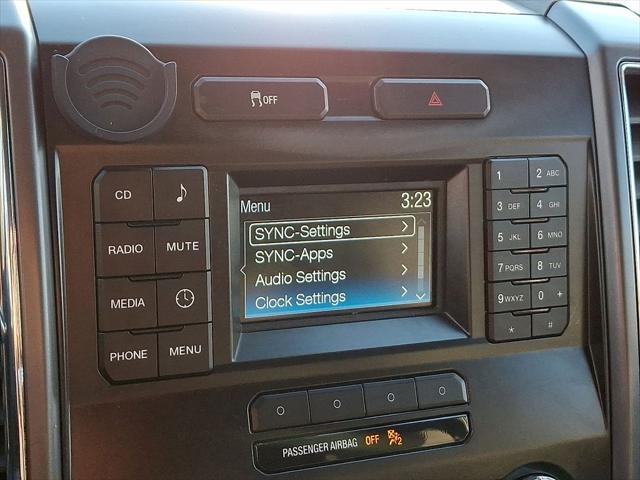 OFF
CD
RADIO MUTE
MEDIA
PHONE MENU
Menu 3:23
SYNC-Settings
SYNC-Apps
Audio Settings
Clock Settings
1 2 ABC
3 DEF 4 GHI
5 JKL 6 MNO
7 PQRS 8 TUV
9 WXYZ 0 +
* #
PASSENGER AIRBAG OFF 2